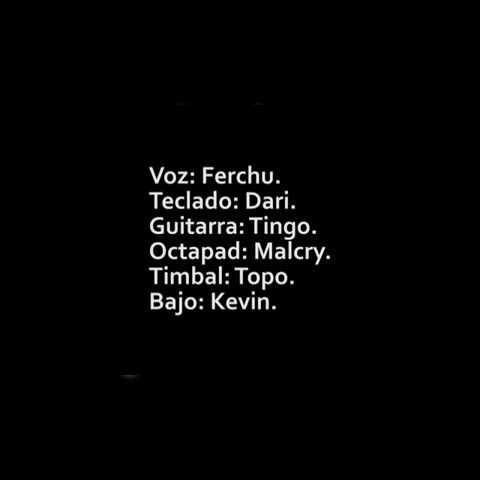 Voz: Ferchu.
Teclado: Dari.
Guitarra: Tingo.
Octapad: Malcry.
Timbal: Topo.
Bajo: Kevin.